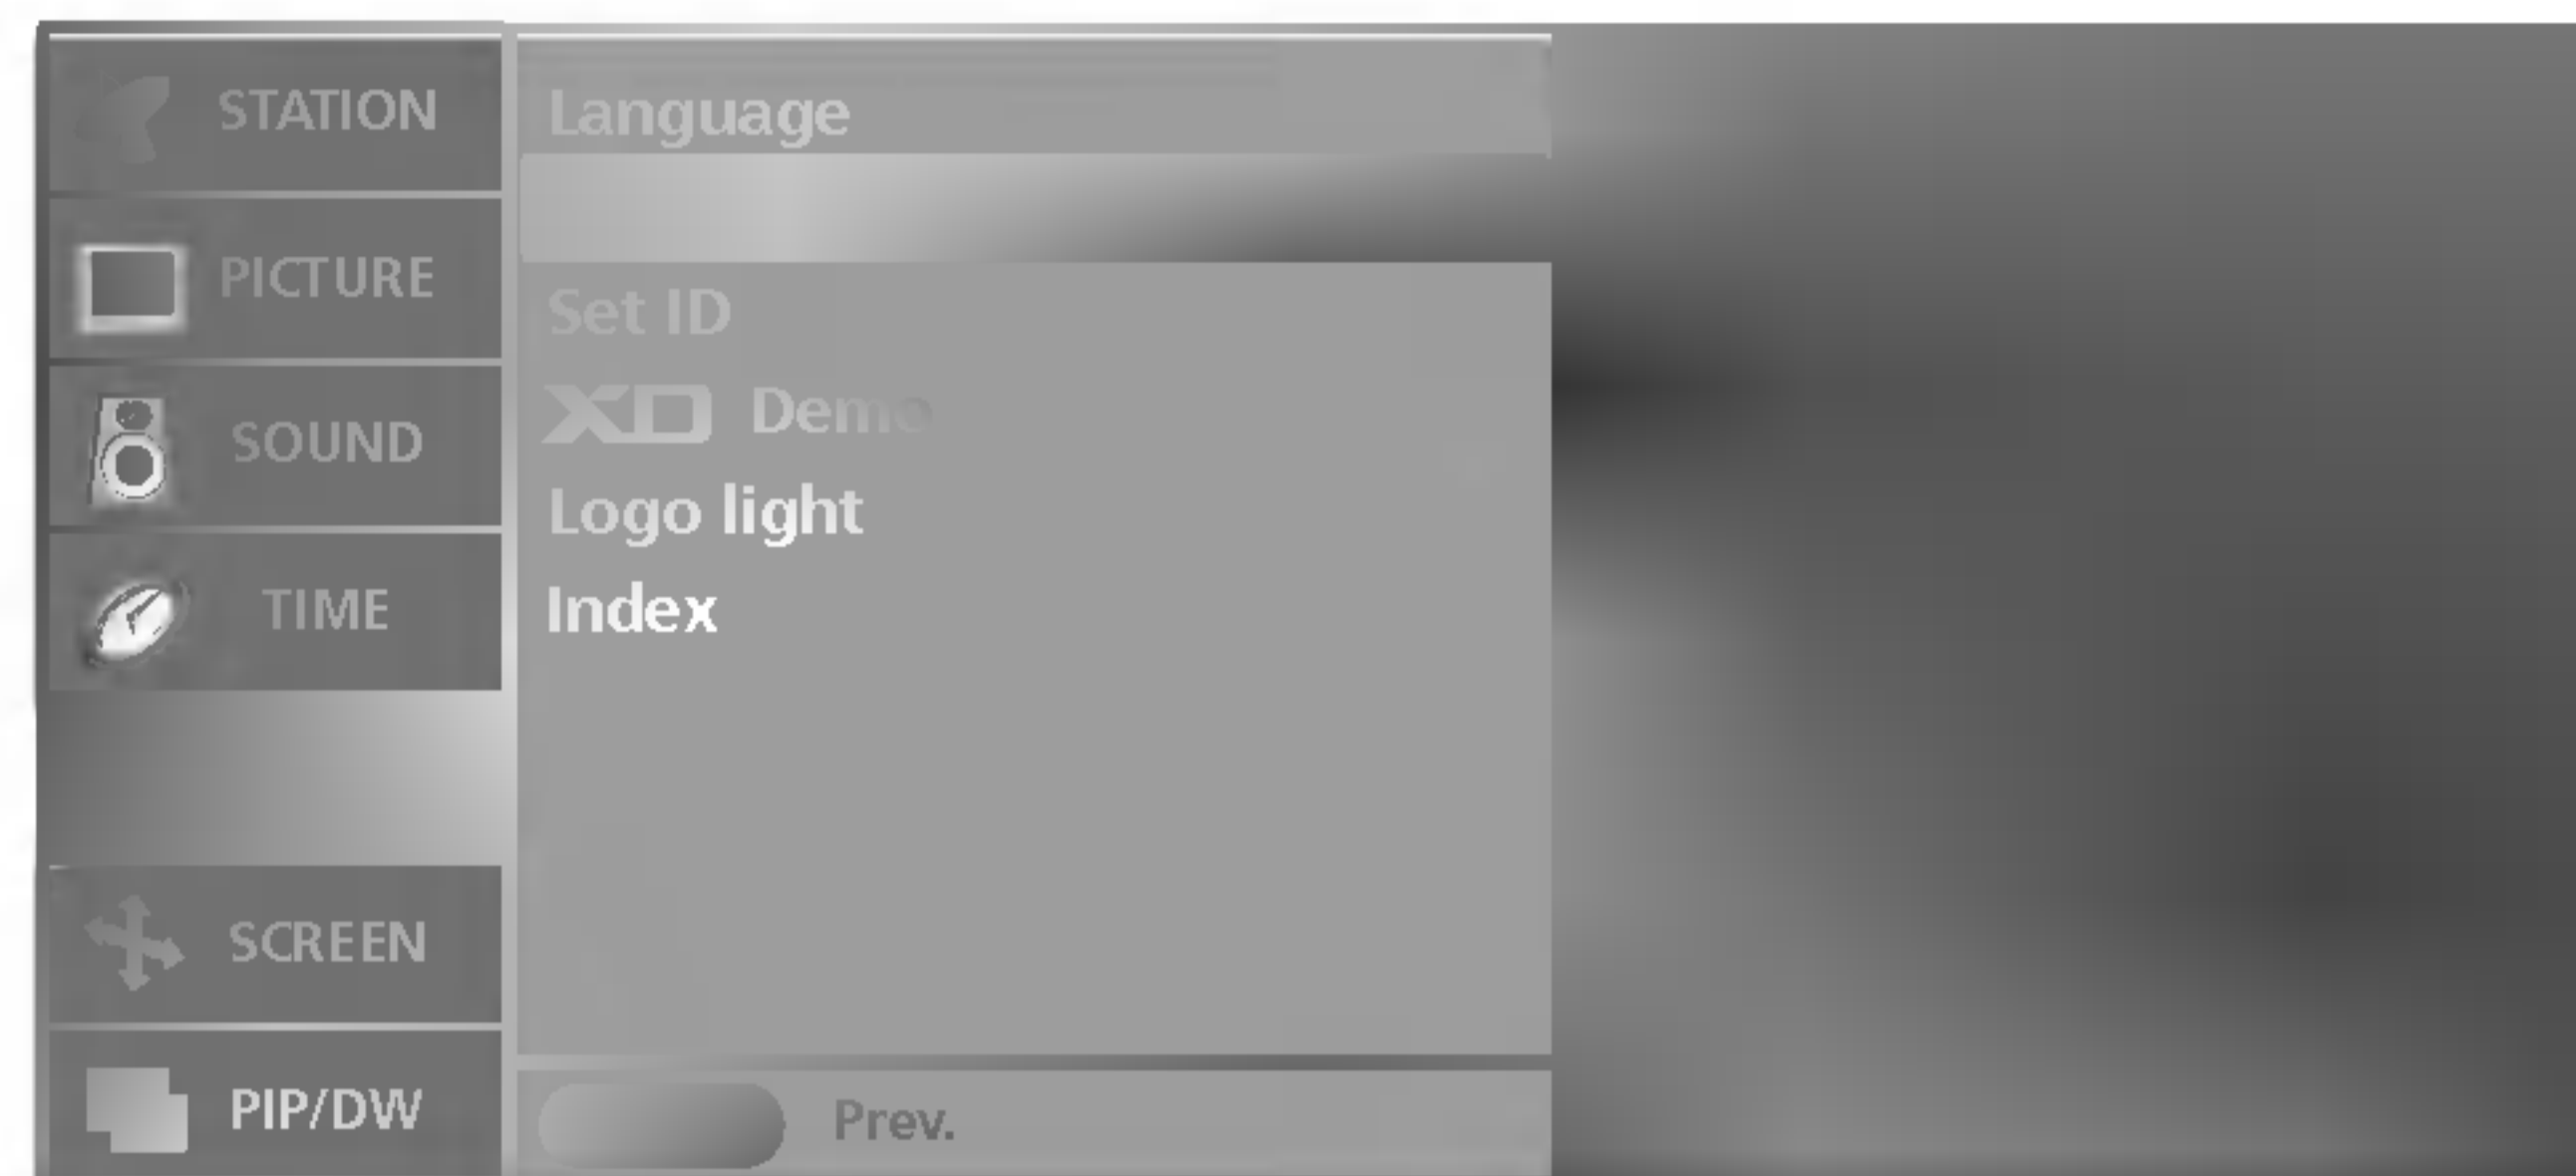 STATION
PICTURE
SOUND
TIME
SCREEN
PIP/DW
Language
Set ID
XD Demo
Logo light
Index
Prev.